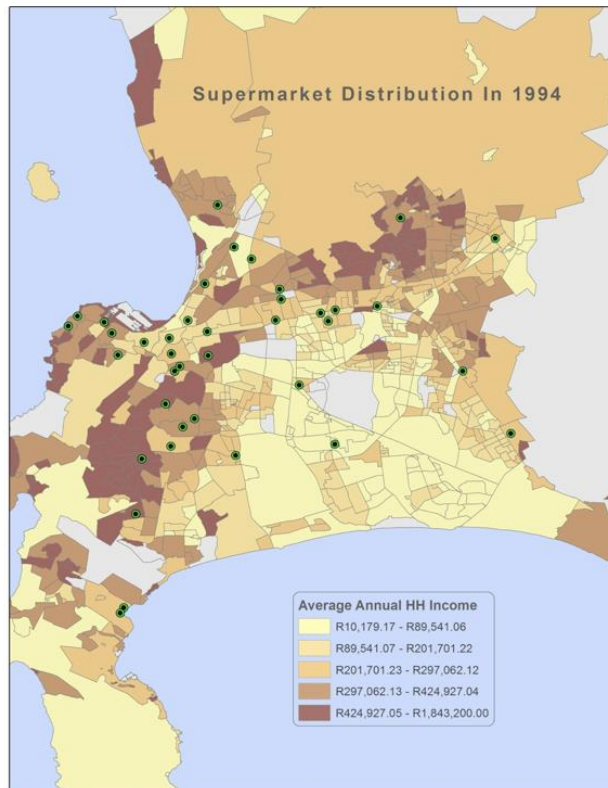 Supermarket Distribution In 1994
Average Annual HH Income
R10,179.17 - R89,541.06
R89,541.07 - R201,701.22
R201,701.23 - R297,062.12
R297,062.13 - R424,927.04
R424,927.05 - R1,843,200.00